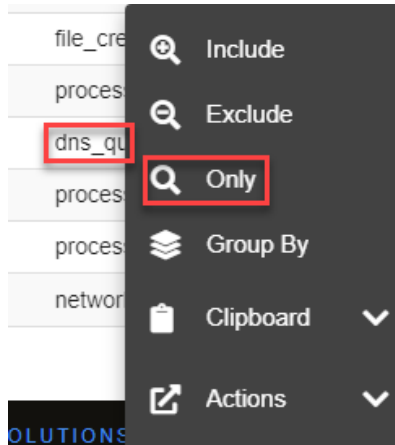 file_cre
proces
dns_qu
proces
proces
networ
Include
Exclude
Only
Group By
Clipboard
Actions
OLUTIONS